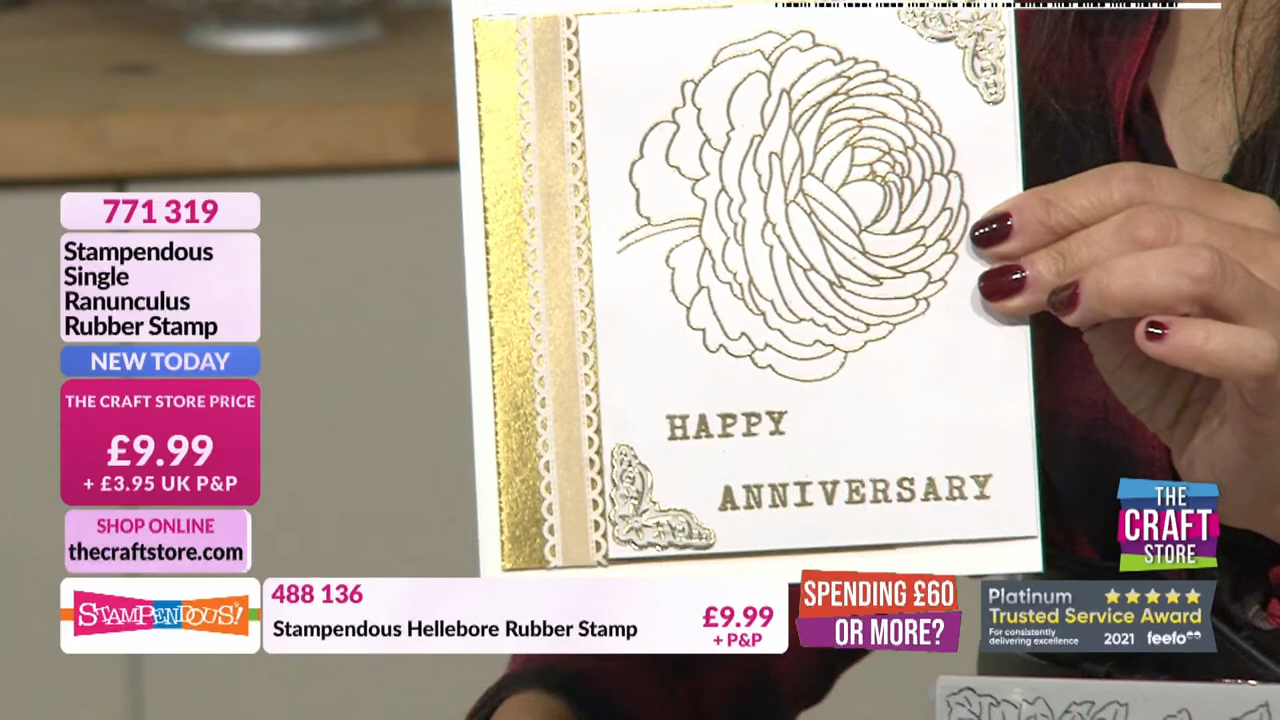 771 319
Stampendous
Single
Ranunculus
Rubber Stamp
NEW TODAY
THE CRAFT STORE PRICE
£9.99
+ £3.95 UK P&P
SHOP ONLINE
thecraftstore.com
HAPPY
ANNIVERSARY
THE
CRAFT
STORE
STAMPENDOUS!
488 136
Stampendous Hellebore Rubber Stamp
£9.99
+ P&P
SPENDING £60
OR MORE?
Platinum
Trusted Service Award
For consistently
delivering excellence
2021 feefo